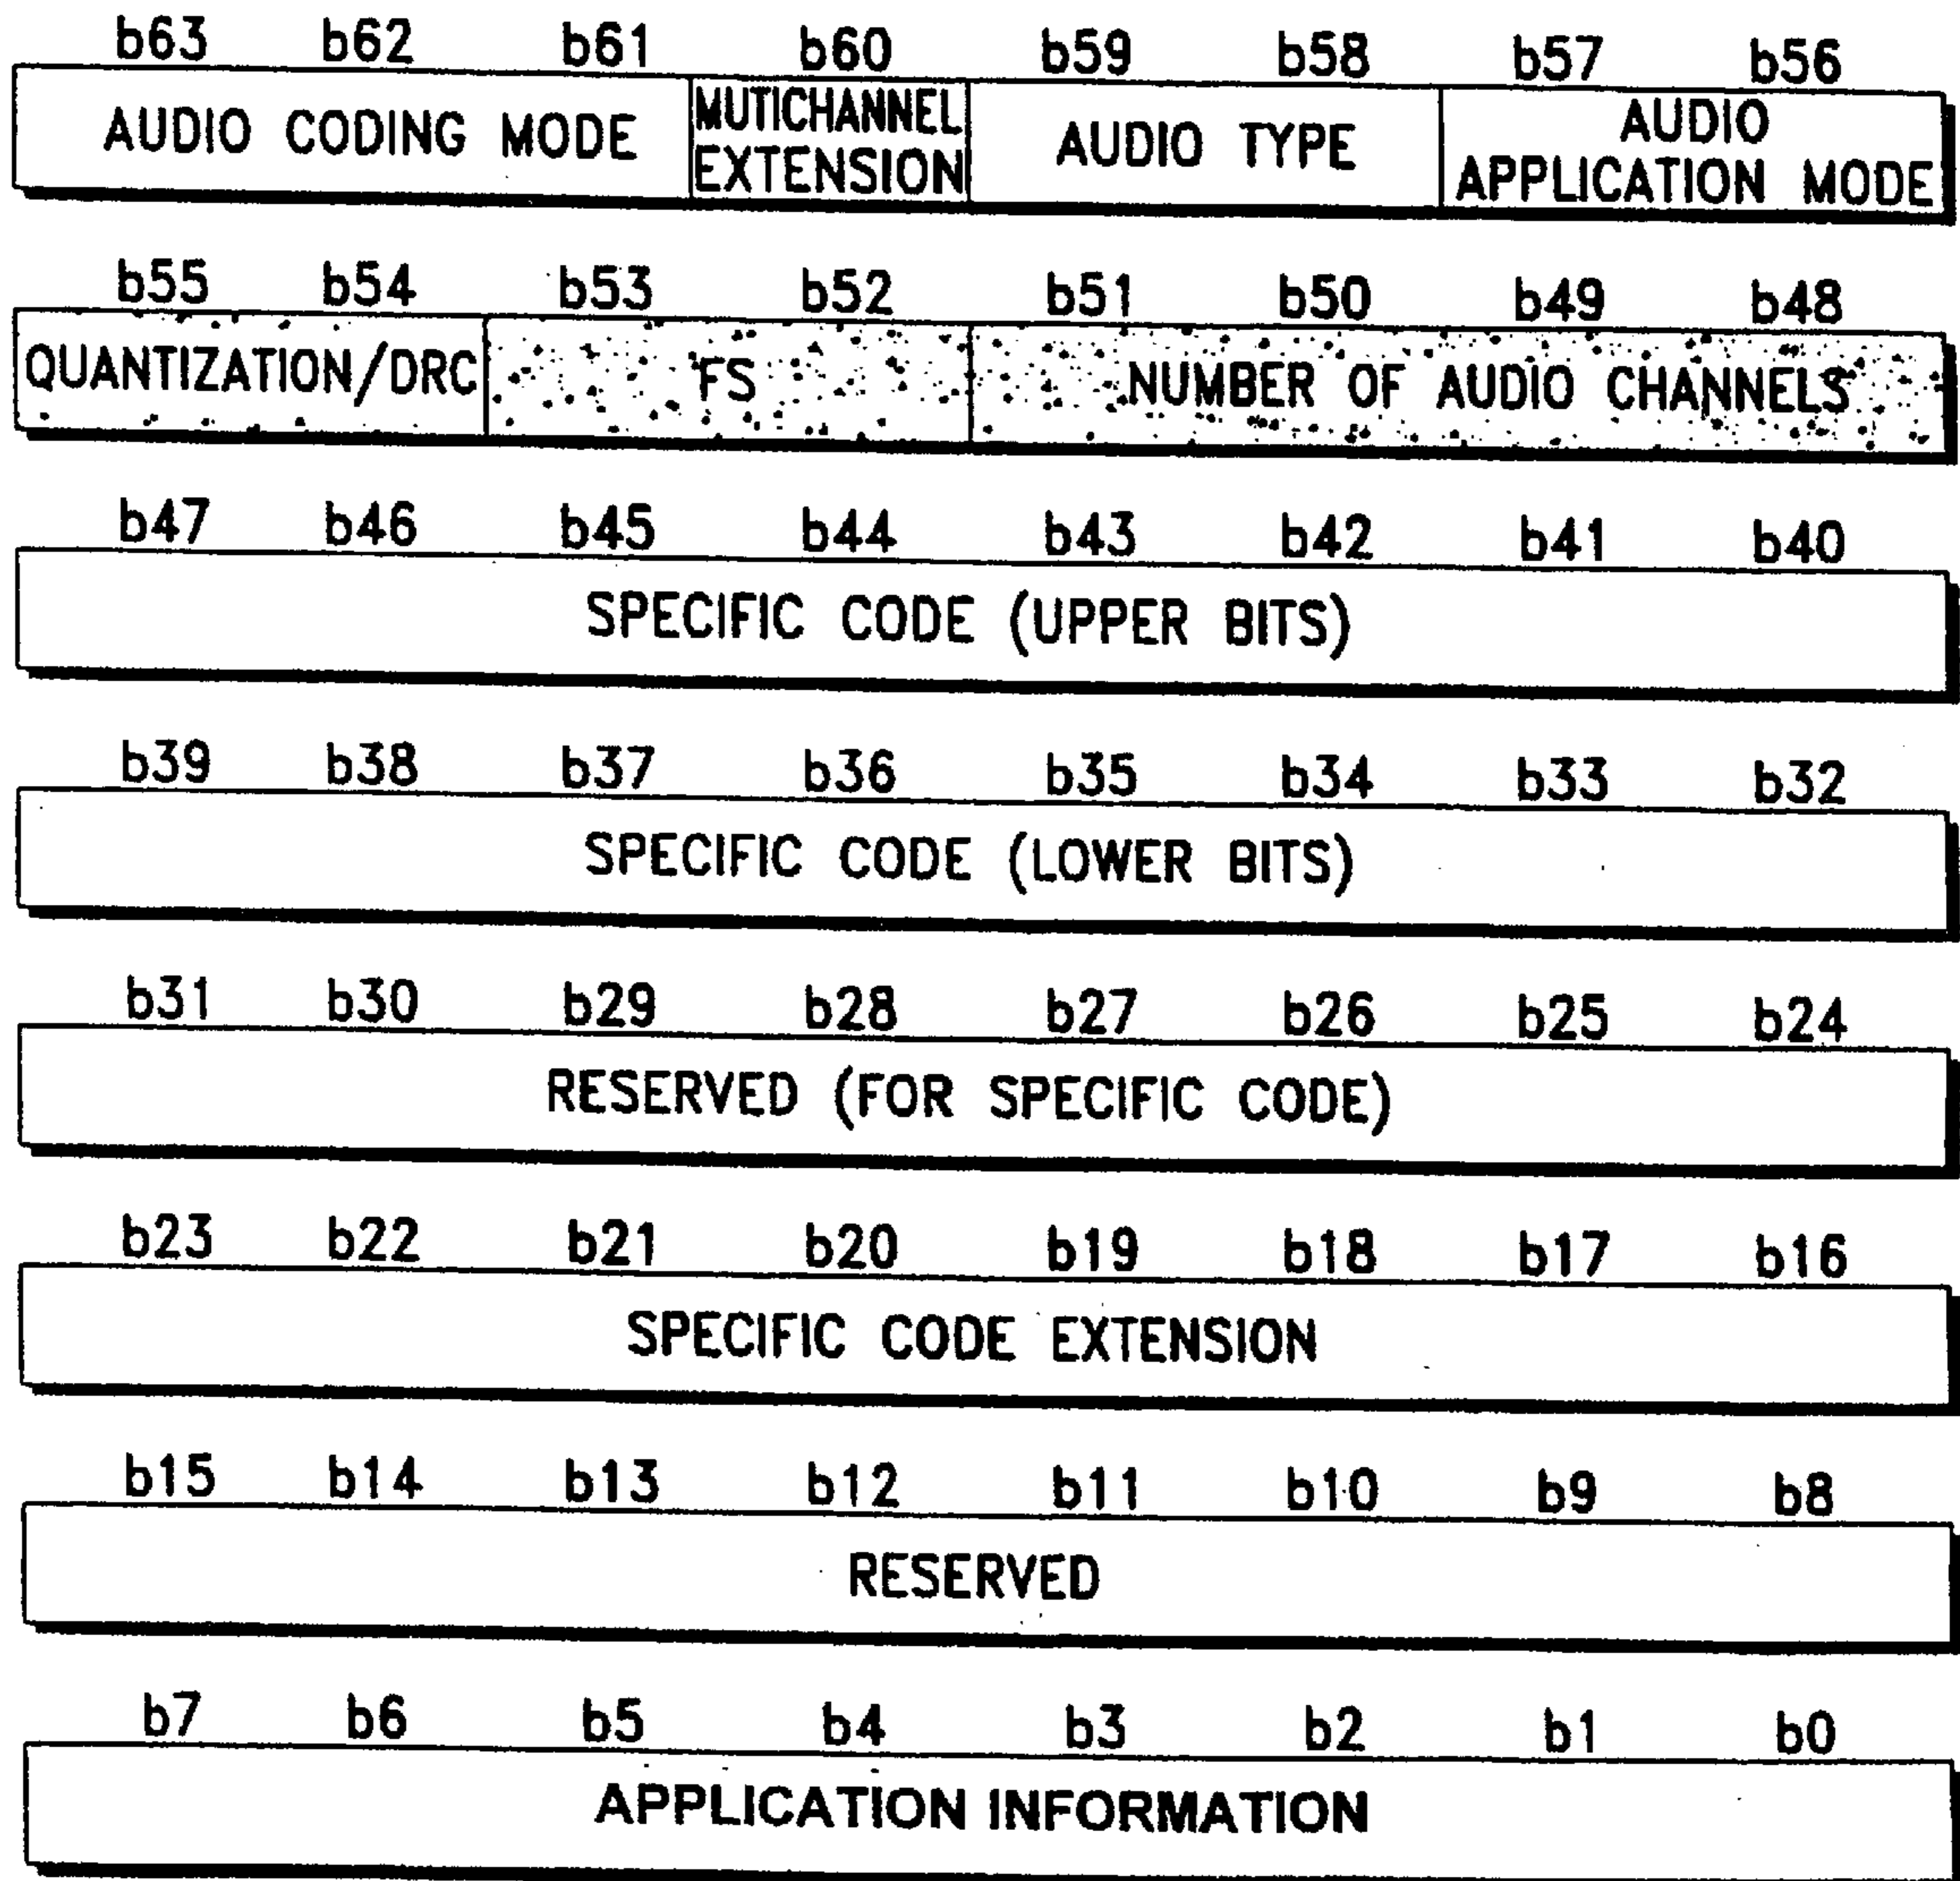 b63 b62 b61 b60 b59 b58 b57 b56
AUDIO CODING MODE
MUTICHANNEL
EXTENSION
AUDIO TYPE
AUDIO
APPLICATION MODE
b55 b54 b53 b52 b51 b50 b49 b48
QUANTIZATION/DRC FS NUMBER OF AUDIO CHANNELS
b47 b46 b45 b44 b43 b42 b41 b40
SPECIFIC CODE (UPPER BITS)
b39 b38 b37 b36 b35 b34 b33 b32
SPECIFIC CODE (LOWER BITS)
b31 b30 b29 b28 b27 b26 b25 b24
RESERVED (FOR SPECIFIC CODE)
b23 b22 b21 b20 b19 b18 b17 b16
SPECIFIC CODE EXTENSION
b15 b14 b13 b12 b11 b10 b9 b8
RESERVED
b7 b6 b5 b4 b3 b2 b1 b0
APPLICATION INFORMATION